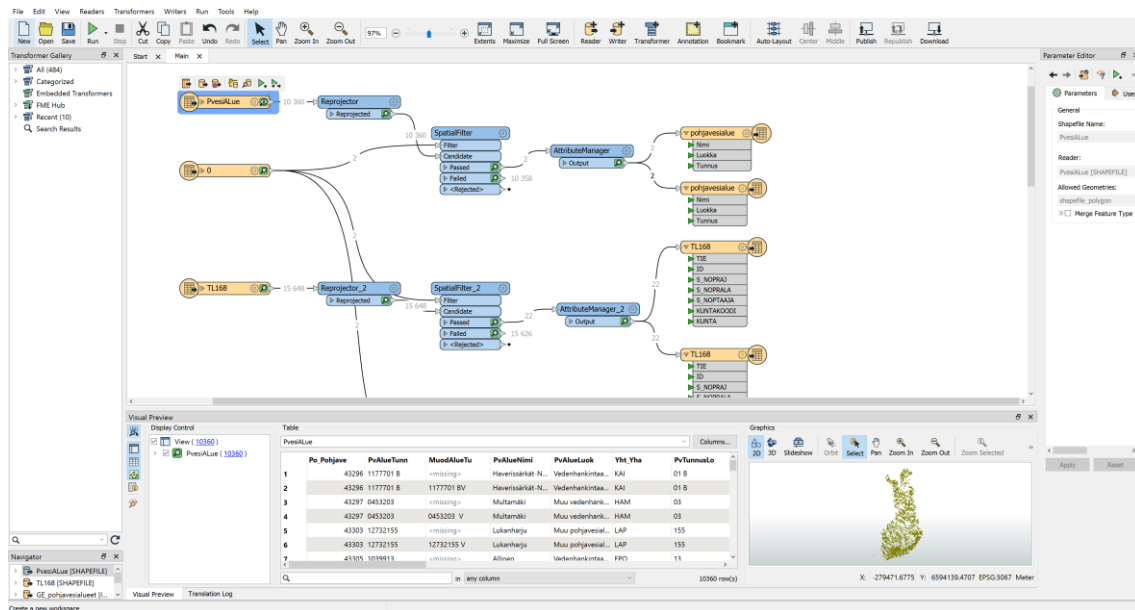 File Edit View Readers Transformers Writers Run Tools Help
New Open Save Run Stop Cut Copy Paste Undo Redo Select Pan Zoom In Zoom Out 97% Extents Maximize Full Screen Reader Writer Transformer Annotation Bookmark Auto-Layout Center Middle Publish Republish Download
Transformer Gallery
Start Main
Parameter Editor
All (484)
Categorized
Embedded Transformers
FME Hub
Recent (10)
Search Results
PvesiALue
10 360
Reprojector
Reprojected
10 360
SpatialFilter
Filter
Candidate
Passed
Failed
<Rejected>
2
2
10 358
AttributeManager
Output
2
2
pohjavesialue
Nimi
Luokka
Tunnus
pohjavesialue
Nimi
Luokka
Tunnus
0
2
2
TL168
15 648
Reprojector_2
Reprojected
15 648
SpatialFilter_2
Filter
Candidate
Passed
Failed
<Rejected>
22
15 626
AttributeManager_2
Output
22
22
TL168
TIE
ID
S_NOPRAJ
S_NOPRALA
S_NOPTAAJA
KUNTAKOODI
KUNTA
TL168
TIE
ID
S_NOPRAJ
S_NOPRALA
Parameters
General
Shapefile Name:
PvesiALue
Reader:
PvesiALue [SHAPEFILE]
Allowed Geometries:
shapefile_polygon
Merge Feature Type
Apply Reset
Visual Preview
Display Control
View (10360)
PvesiALue (10360)
Table
PvesiALue
Columns...
Po_Pohjave PvAlueTunn MuodAlueTu PvAlueNimi PvAlueLuok Yht_Yha PvTunnusLo
1 43296 1177701 B <missing> Haverissärkät-N... Vedenhankintaa... KAI 01 B
2 43296 1177701 B 1177701 BV Haverissärkät-N... Vedenhankintaa... KAI 01 B
3 43297 0453203 <missing> Multamäki Muu vedenhank... HAM 03
4 43297 0453203 0453203 V Multamäki Muu vedenhank... HAM 03
5 43303 12732155 <missing> Lukanharju Muu pohjavesial... LAP 155
6 43303 12732155 12732155 V Lukanharju Muu pohjavesial... LAP 155
7 43305 1039913 <missing> Allinen Vedenhankintaa... EPO 13
in any column
10360 row(s)
Graphics
2D 3D Slideshow Orbit Select Pan Zoom In Zoom Out Zoom Selected
X: -279471.6775 Y: 6594139.4707 EPSG:3067 Meter
Navigator
PvesiALue [SHAPEFILE]
TL168 [SHAPEFILE]
GE_pohjavesialueet [l...
Visual Preview Translation Log
Create a new workspace